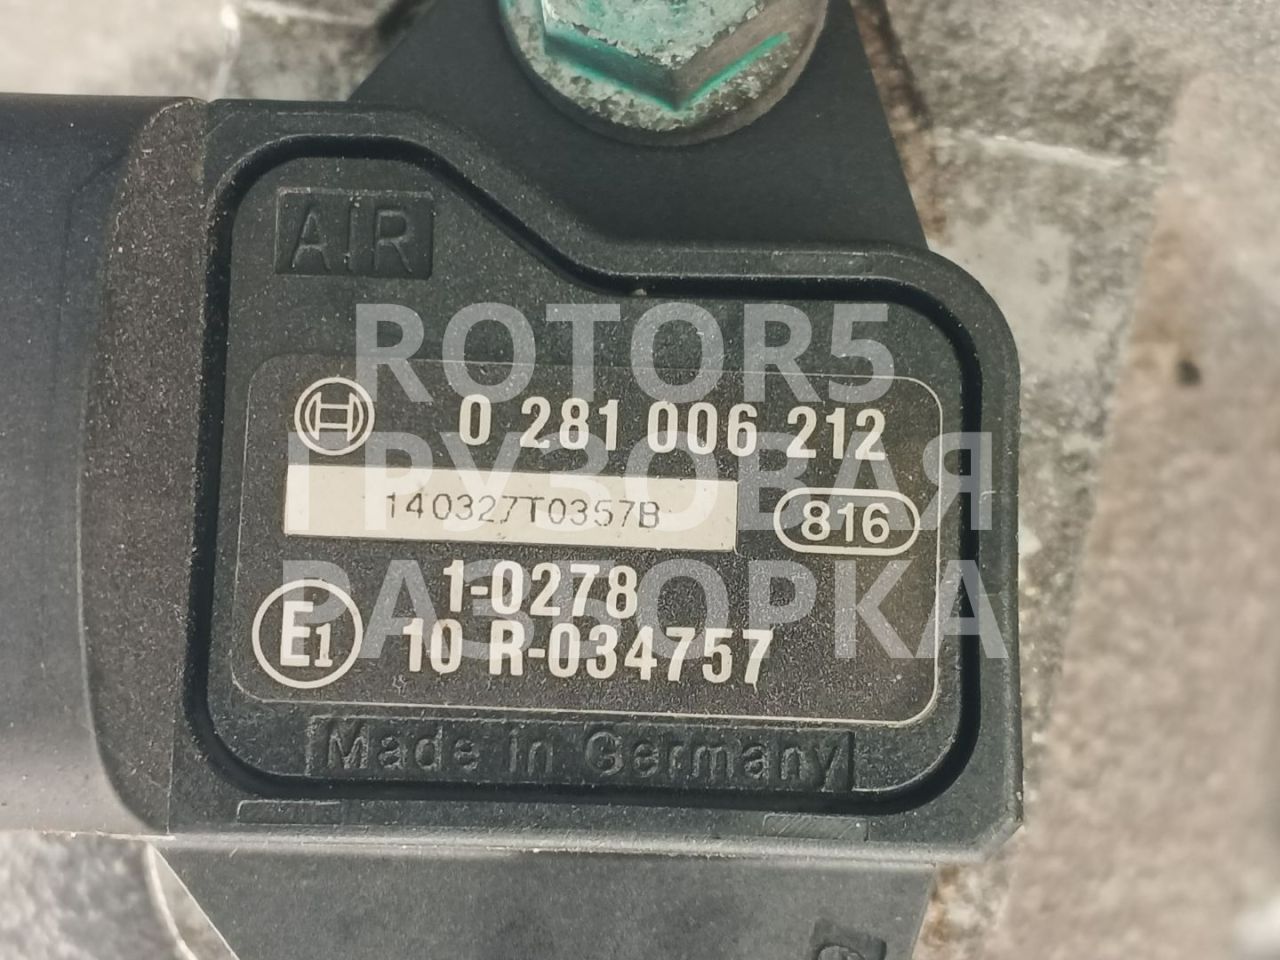 AIR
ROTOR5
0 281 006 212
ГРУЗОВАЯ
140327T0357B
816
1-0278
РАЗБОРКА
E1
10 R-034757
Made in Germany